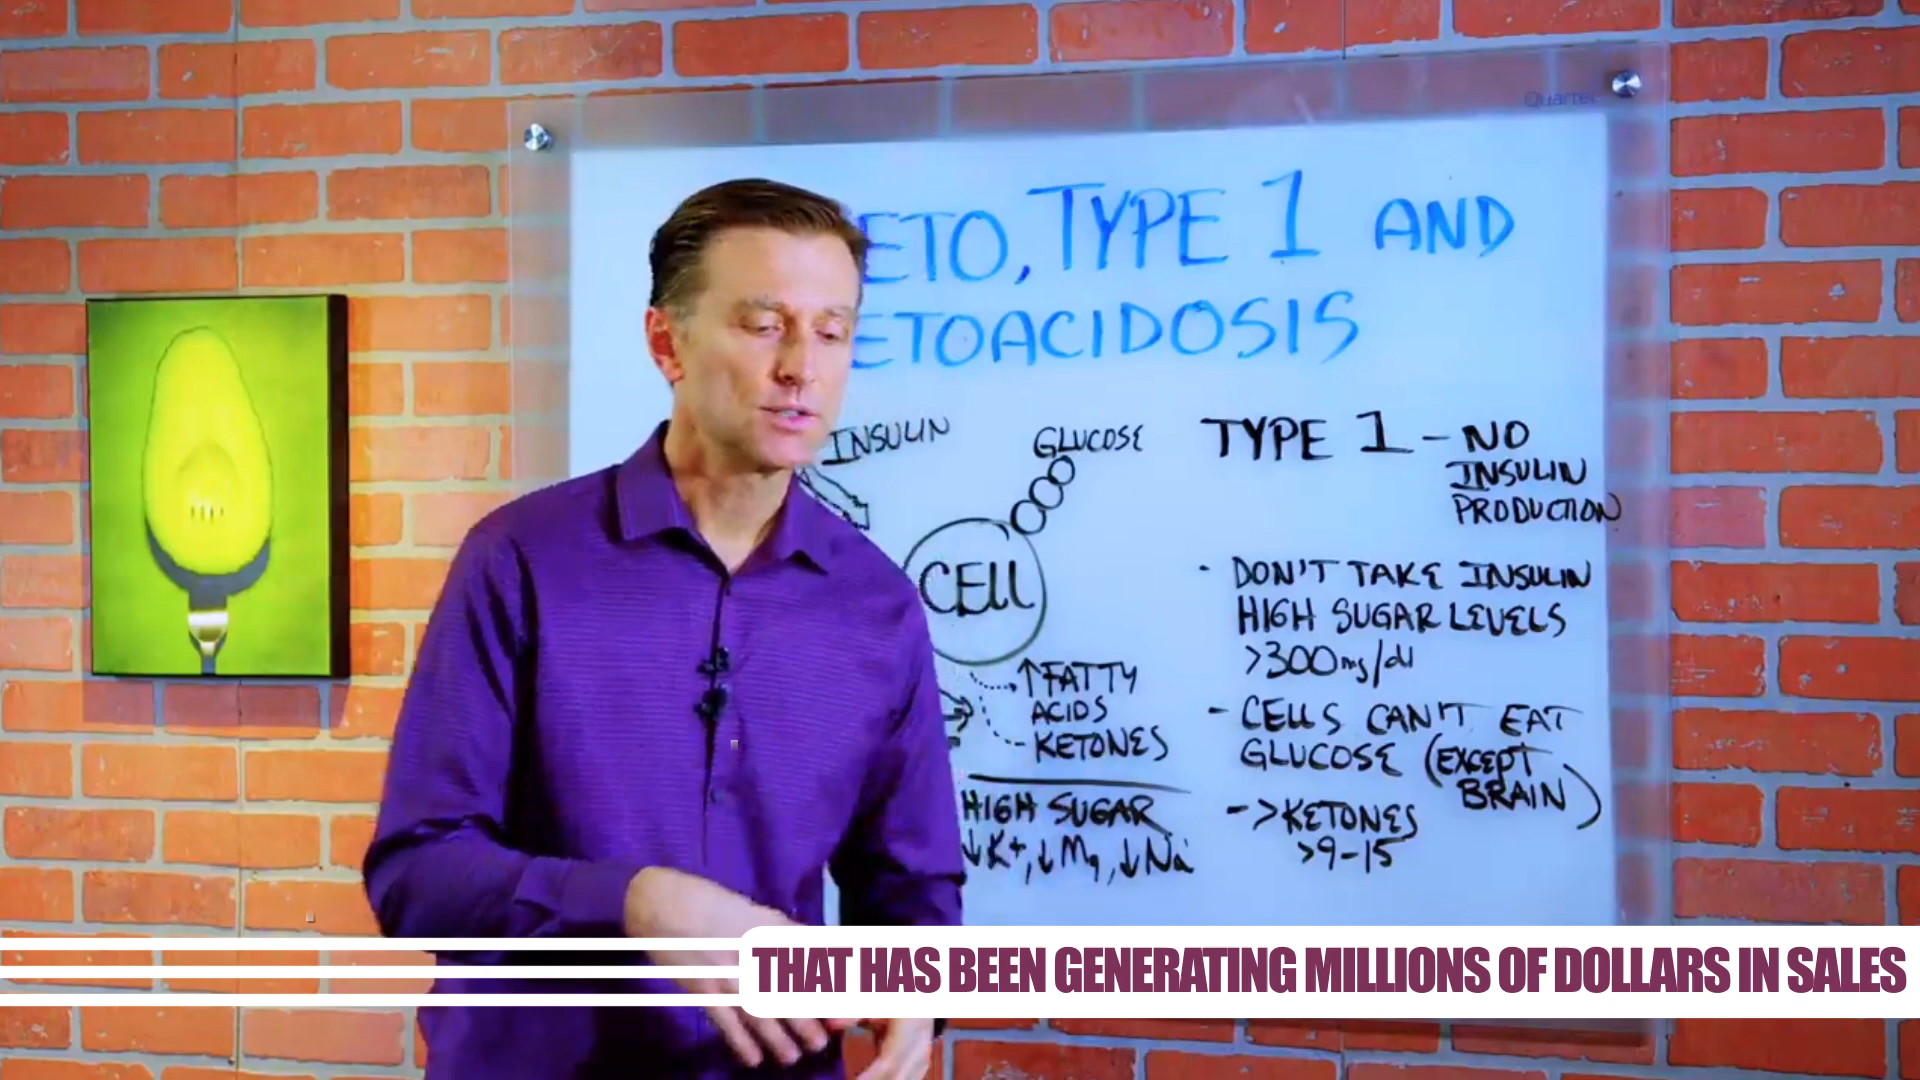 Quartet
ETO, TYPE 1 AND
ETOACIDOSIS
INSULIN
GLUCOSE
CELL
↑FATTY
ACIDS
KETONES
HIGH SUGAR
↓K+, ↓Mg, ↓Na
TYPE 1 - NO
INSULIN
PRODUCTION
· DON'T TAKE INSULIN
HIGH SUGAR LEVELS
>300mg/dl
- CELLS CAN'T EAT
GLUCOSE (EXCEPT
BRAIN)
-> KETONES
>9-15
THAT HAS BEEN GENERATING MILLIONS OF DOLLARS IN SALES